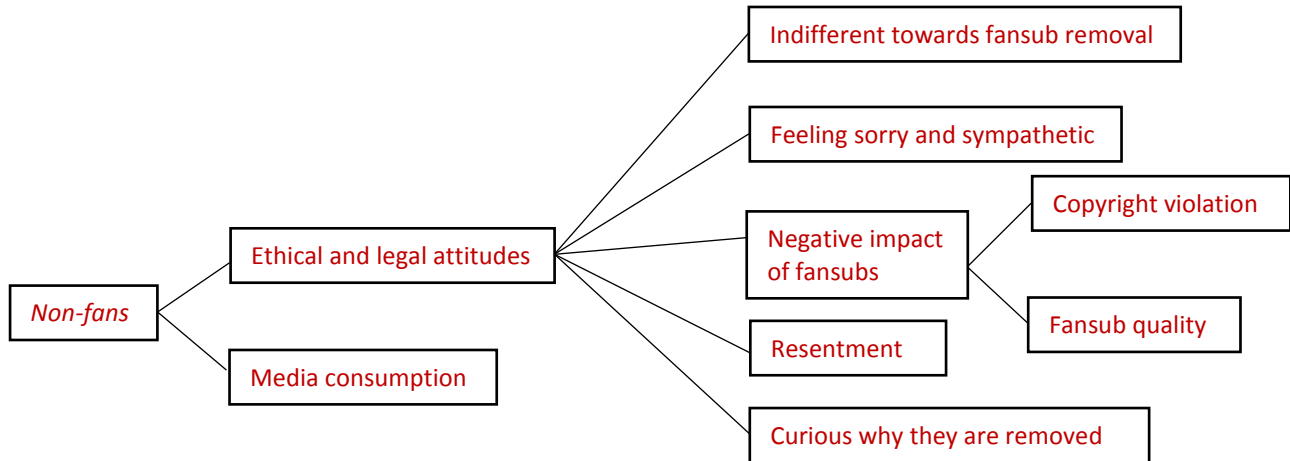 Indifferent towards fansub removal
Feeling sorry and sympathetic
Copyright violation
Ethical and legal attitudes
Negative impact
of fansubs
Non-fans
Fansub quality
Resentment
Media consumption
Curious why they are removed